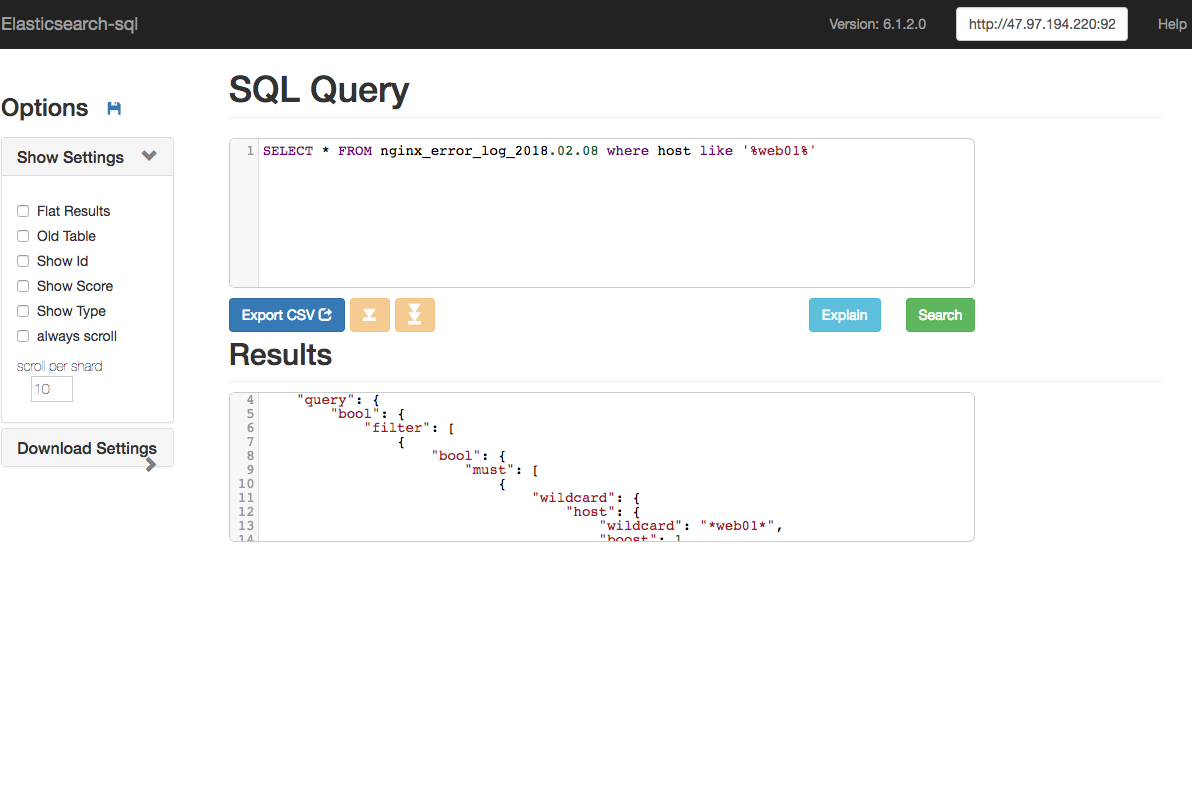 Elasticsearch-sql
Version: 6.1.2.0
http://47.97.194.220:92
Help
Options
Show Settings
Flat Results
Old Table
Show Id
Show Score
Show Type
always scroll
scroll per shard
10
Download Settings
SQL Query
1 SELECT * FROM nginx_error_log_2018.02.08 where host like '%web01%'
Export CSV
Explain
Search
Results
4 "query": {
5 "bool": {
6 "filter": [
7 {
8 "bool": {
9 "must": [
10 {
11 "wildcard": {
12 "host": {
13 "wildcard": "*web01*",
14 "boost": 1